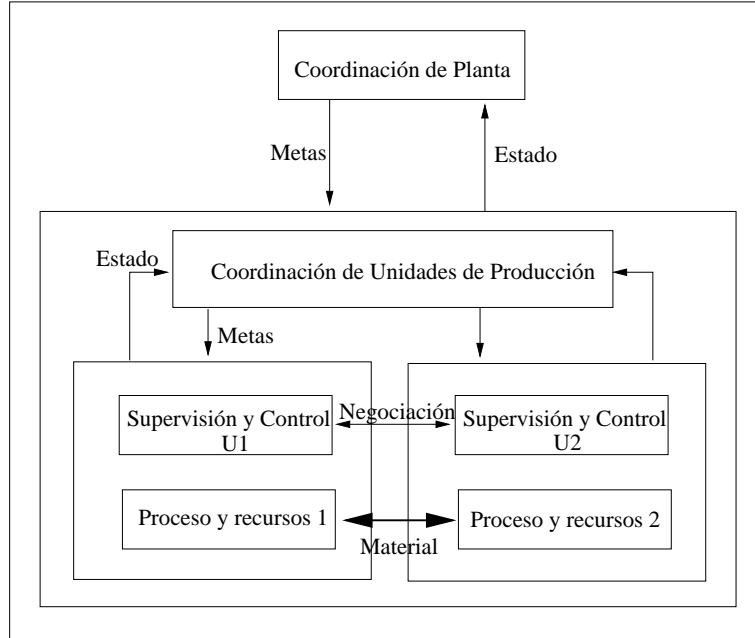 Coordinación de Planta
Metas
Estado
Estado
Coordinación de Unidades de Producción
Metas
Supervisión y Control
U1
Negociación
Supervisión y Control
U2
Proceso y recursos 1
Material
Proceso y recursos 2